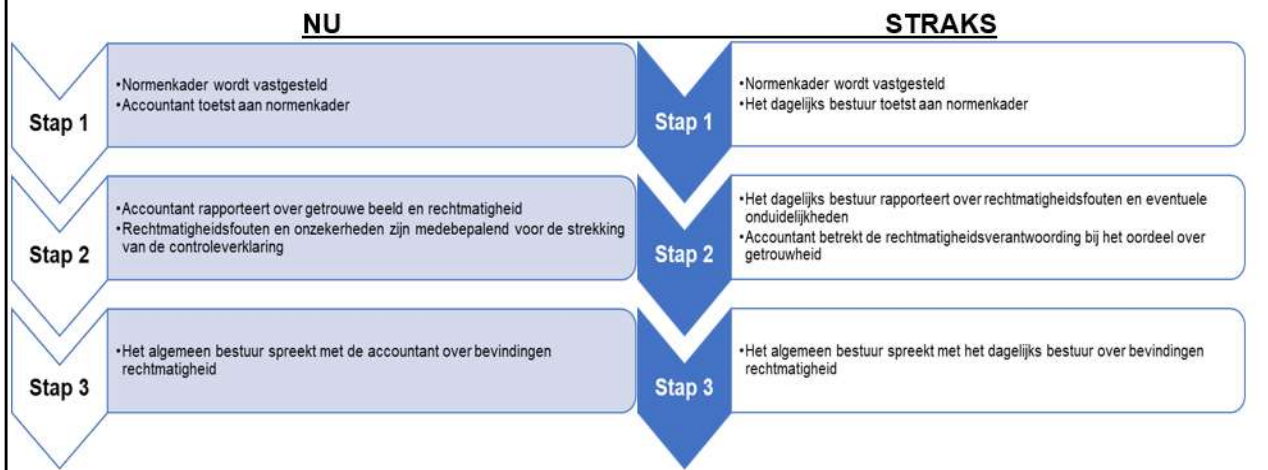 NU
Stap 1
•Normenkader wordt vastgesteld
•Accountant toetst aan normenkader
Stap 2
•Accountant rapporteert over getrouwe beeld en rechtmatigheid
•Rechtmatigheidsfouten en onzekerheden zijn medebepalend voor de strekking
van de controleverklaring
Stap 3
•Het algemeen bestuur spreekt met de accountant over bevindingen
rechtmatigheid
STRAKS
Stap 1
•Normenkader wordt vastgesteld
•Het dagelijks bestuur toetst aan normenkader
Stap 2
•Het dagelijks bestuur rapporteert over rechtmatigheidsfouten en eventuele
onduidelijkheden
•Accountant betrekt de rechtmatigheidsverantwoording bij het oordeel over
getrouwheid
Stap 3
•Het algemeen bestuur spreekt met het dagelijks bestuur over bevindingen
rechtmatigheid